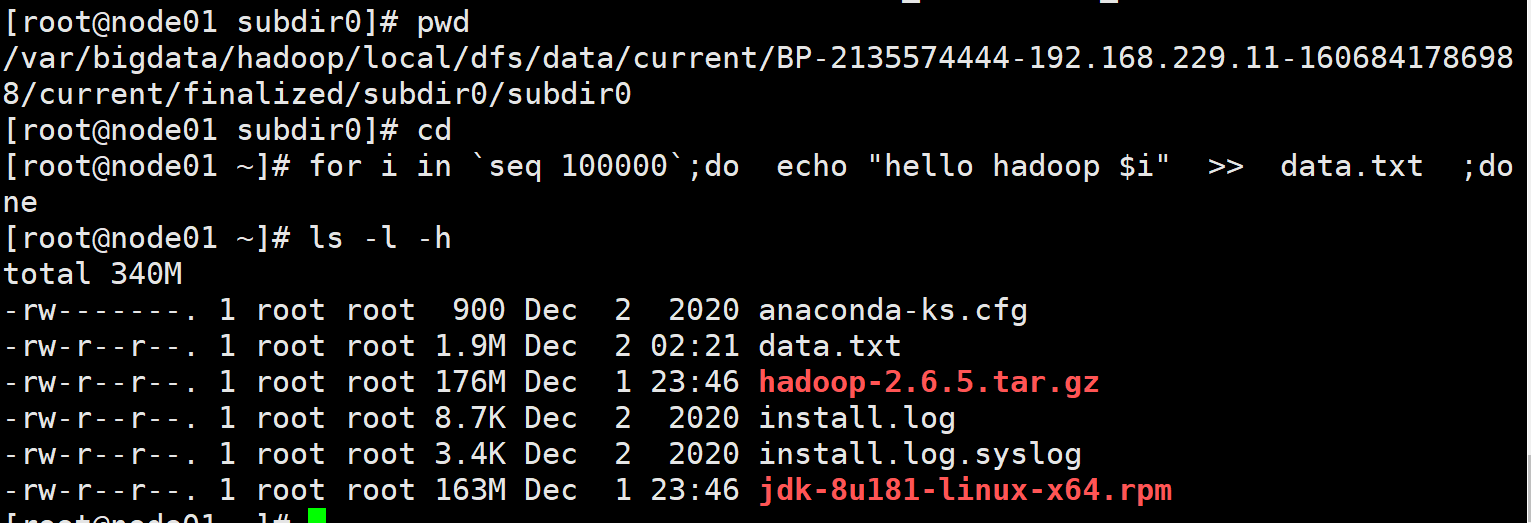 [root@node01 subdir0]# pwd
/var/bigdata/hadoop/local/dfs/data/current/BP-2135574444-192.168.229.11-160684178698
8/current/finalized/subdir0/subdir0
[root@node01 subdir0]# cd
[root@node01 ~]# for i in `seq 100000`;do  echo "hello hadoop $i"  >>  data.txt  ;do
ne
[root@node01 ~]# ls -l -h
total 340M
-rw-------. 1 root root  900 Dec  2  2020 anaconda-ks.cfg
-rw-r--r--. 1 root root 1.9M Dec  2 02:21 data.txt
-rw-r--r--. 1 root root 176M Dec  1 23:46 hadoop-2.6.5.tar.gz
-rw-r--r--. 1 root root 8.7K Dec  2  2020 install.log
-rw-r--r--. 1 root root 3.4K Dec  2  2020 install.log.syslog
-rw-r--r--. 1 root root 163M Dec  1 23:46 jdk-8u181-linux-x64.rpm
[root@node01 ~]#